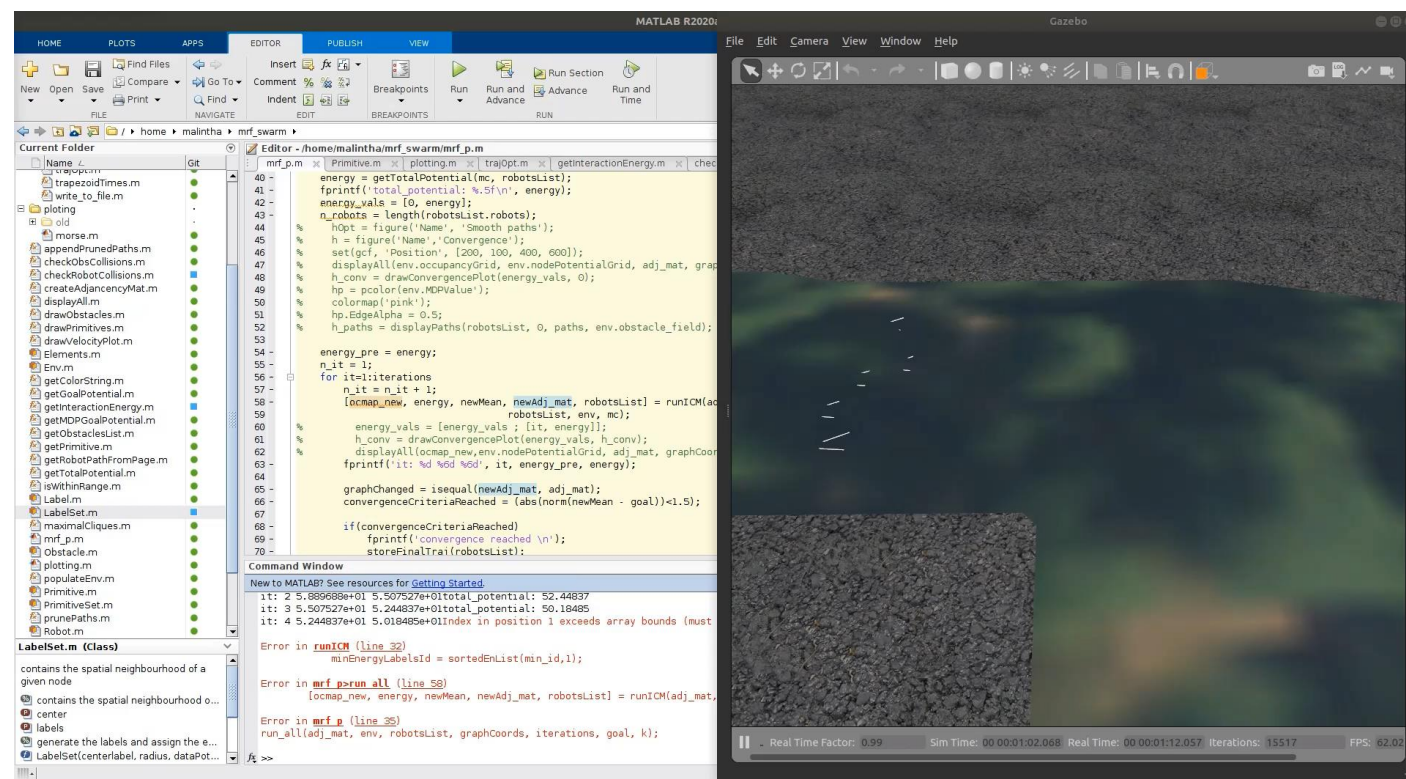 MATLAB R2020a
HOME PLOTS APPS EDITOR PUBLISH VIEW
New Open Save
Find Files
Compare
Print
FILE
Go To
Find
NAVIGATE
Insert
Comment
Indent
EDIT
Breakpoints
BREAKPOINTS
Run
Run and Advance
Run Section
Advance
Run and Time
RUN
/ home malintha mrf_swarm
Current Folder
Name Git
trajOpt.m
trapezoidTimes.m
write_to_file.m
ploting
old
morse.m
appendPrunedPaths.m
checkObsCollisions.m
checkRobotCollisions.m
createAdjancencyMat.m
displayAll.m
drawObstacles.m
drawPrimitives.m
drawVelocityPlot.m
Elements.m
Env.m
getColorString.m
getGoalPotential.m
getInteractionEnergy.m
getMDPGoalPotential.m
getObstaclesList.m
getPrimitive.m
getRobotPathFromPage.m
getTotalPotential.m
isWithinRange.m
Label.m
LabelSet.m
maximalCliques.m
mrf_p.m
Obstacle.m
plotting.m
populateEnv.m
Primitive.m
PrimitiveSet.m
prunePaths.m
Robot.m
LabelSet.m (Class)
contains the spatial neighbourhood of a
given node
contains the spatial neighbourhood o...
center
labels
generate the labels and assign the e...
LabelSet(centerlabel, radius, dataPot...
Editor - /home/malintha/mrf_swarm/mrf_p.m
mrf_p.m Primitive.m plotting.m trajOpt.m getInteractionEnergy.m chec
40 - energy = getTotalPotential(mc, robotsList);
41 - fprintf('total_potential: %.5f\n', energy);
42 - energy_vals = [0, energy];
43 - n_robots = length(robotsList.robots);
44 % hOpt = figure('Name', 'Smooth paths');
45 % h = figure('Name','Convergence');
46 % set(gcf, 'Position', [200, 100, 400, 600]);
47 % displayAll(env.occupancyGrid, env.nodePotentialGrid, adj_mat, grap
48 % h_conv = drawConvergencePlot(energy_vals, 0);
49 % hp = pcolor(env.MDPValue');
50 % colormap('pink');
51 % hp.EdgeAlpha = 0.5;
52 % h_paths = displayPaths(robotsList, 0, paths, env.obstacle_field);
53
54 - energy_pre = energy;
55 - n_it = 1;
56 - for it=1:iterations
57 - n_it = n_it + 1;
58 - [ocmap_new, energy, newMean, newAdj_mat, robotsList] = runICM(ad
59 robotsList, env, mc);
60 % energy_vals = [energy_vals ; [it, energy]];
61 % h_conv = drawConvergencePlot(energy_vals, h_conv);
62 % displayAll(ocmap_new,env.nodePotentialGrid, adj_mat, graphCoor
63 - fprintf('it: %d %6d %6d', it, energy_pre, energy);
64
65 - graphChanged = isequal(newAdj_mat, adj_mat);
66 - convergenceCriteriaReached = (abs(norm(newMean - goal))<1.5);
67
68 - if(convergenceCriteriaReached)
69 - fprintf('convergence reached \n');
70 - storeFinalTraj(robotsList);
Command Window
New to MATLAB? See resources for Getting Started.
it: 2 5.889688e+01 5.507527e+01total_potential: 52.44837
it: 3 5.507527e+01 5.244837e+01total_potential: 50.18485
it: 4 5.244837e+01 5.018485e+01Index in position 1 exceeds array bounds (must
Error in runICM (line 32)
minEnergyLabelsId = sortedEnList(min_id,1);
Error in mrf_p>run_all (line 58)
[ocmap_new, energy, newMean, newAdj_mat, robotsList] = runICM(adj_mat,
Error in mrf_p (line 35)
run_all(adj_mat, env, robotsList, graphCoords, iterations, goal, k);
fx >>
Gazebo
File Edit Camera View Window Help
Real Time Factor: 0.99 Sim Time: 00 00:01:02.068 Real Time: 00 00:01:12.057 Iterations: 15517 FPS: 62.02